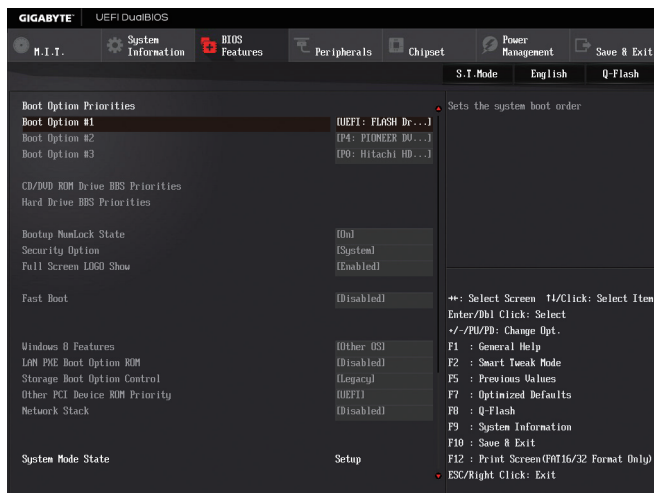 GIGABYTE™ UEFI DualBIOS
M.I.T. System Information BIOS Features Peripherals Chipset Power Management Save & Exit
S.T.Mode English Q-Flash
Boot Option Priorities
Boot Option #1 [UEFI: FLASH Dr...]
Boot Option #2 [P4: PIONEER DV...]
Boot Option #3 [P0: Hitachi HD...]
Sets the system boot order
CD/DVD ROM Drive BBS Priorities
Hard Drive BBS Priorities
Bootup NumLock State [On]
Security Option [System]
Full Screen LOGO Show [Enabled]
Fast Boot [Disabled]
Windows 8 Features [Other OS]
LAN PXE Boot Option ROM [Disabled]
Storage Boot Option Control [Legacy]
Other PCI Device ROM Priority [UEFI]
Network Stack [Disabled]
System Mode State Setup
→←: Select Screen ↑↓/Click: Select Item
Enter/Dbl Click: Select
+/-/PU/PD: Change Opt.
F1 : General Help
F2 : Smart Tweak Mode
F5 : Previous Values
F7 : Optimized Defaults
F8 : Q-Flash
F9 : System Information
F10 : Save & Exit
F12 : Print Screen(FAT16/32 Format Only)
ESC/Right Click: Exit